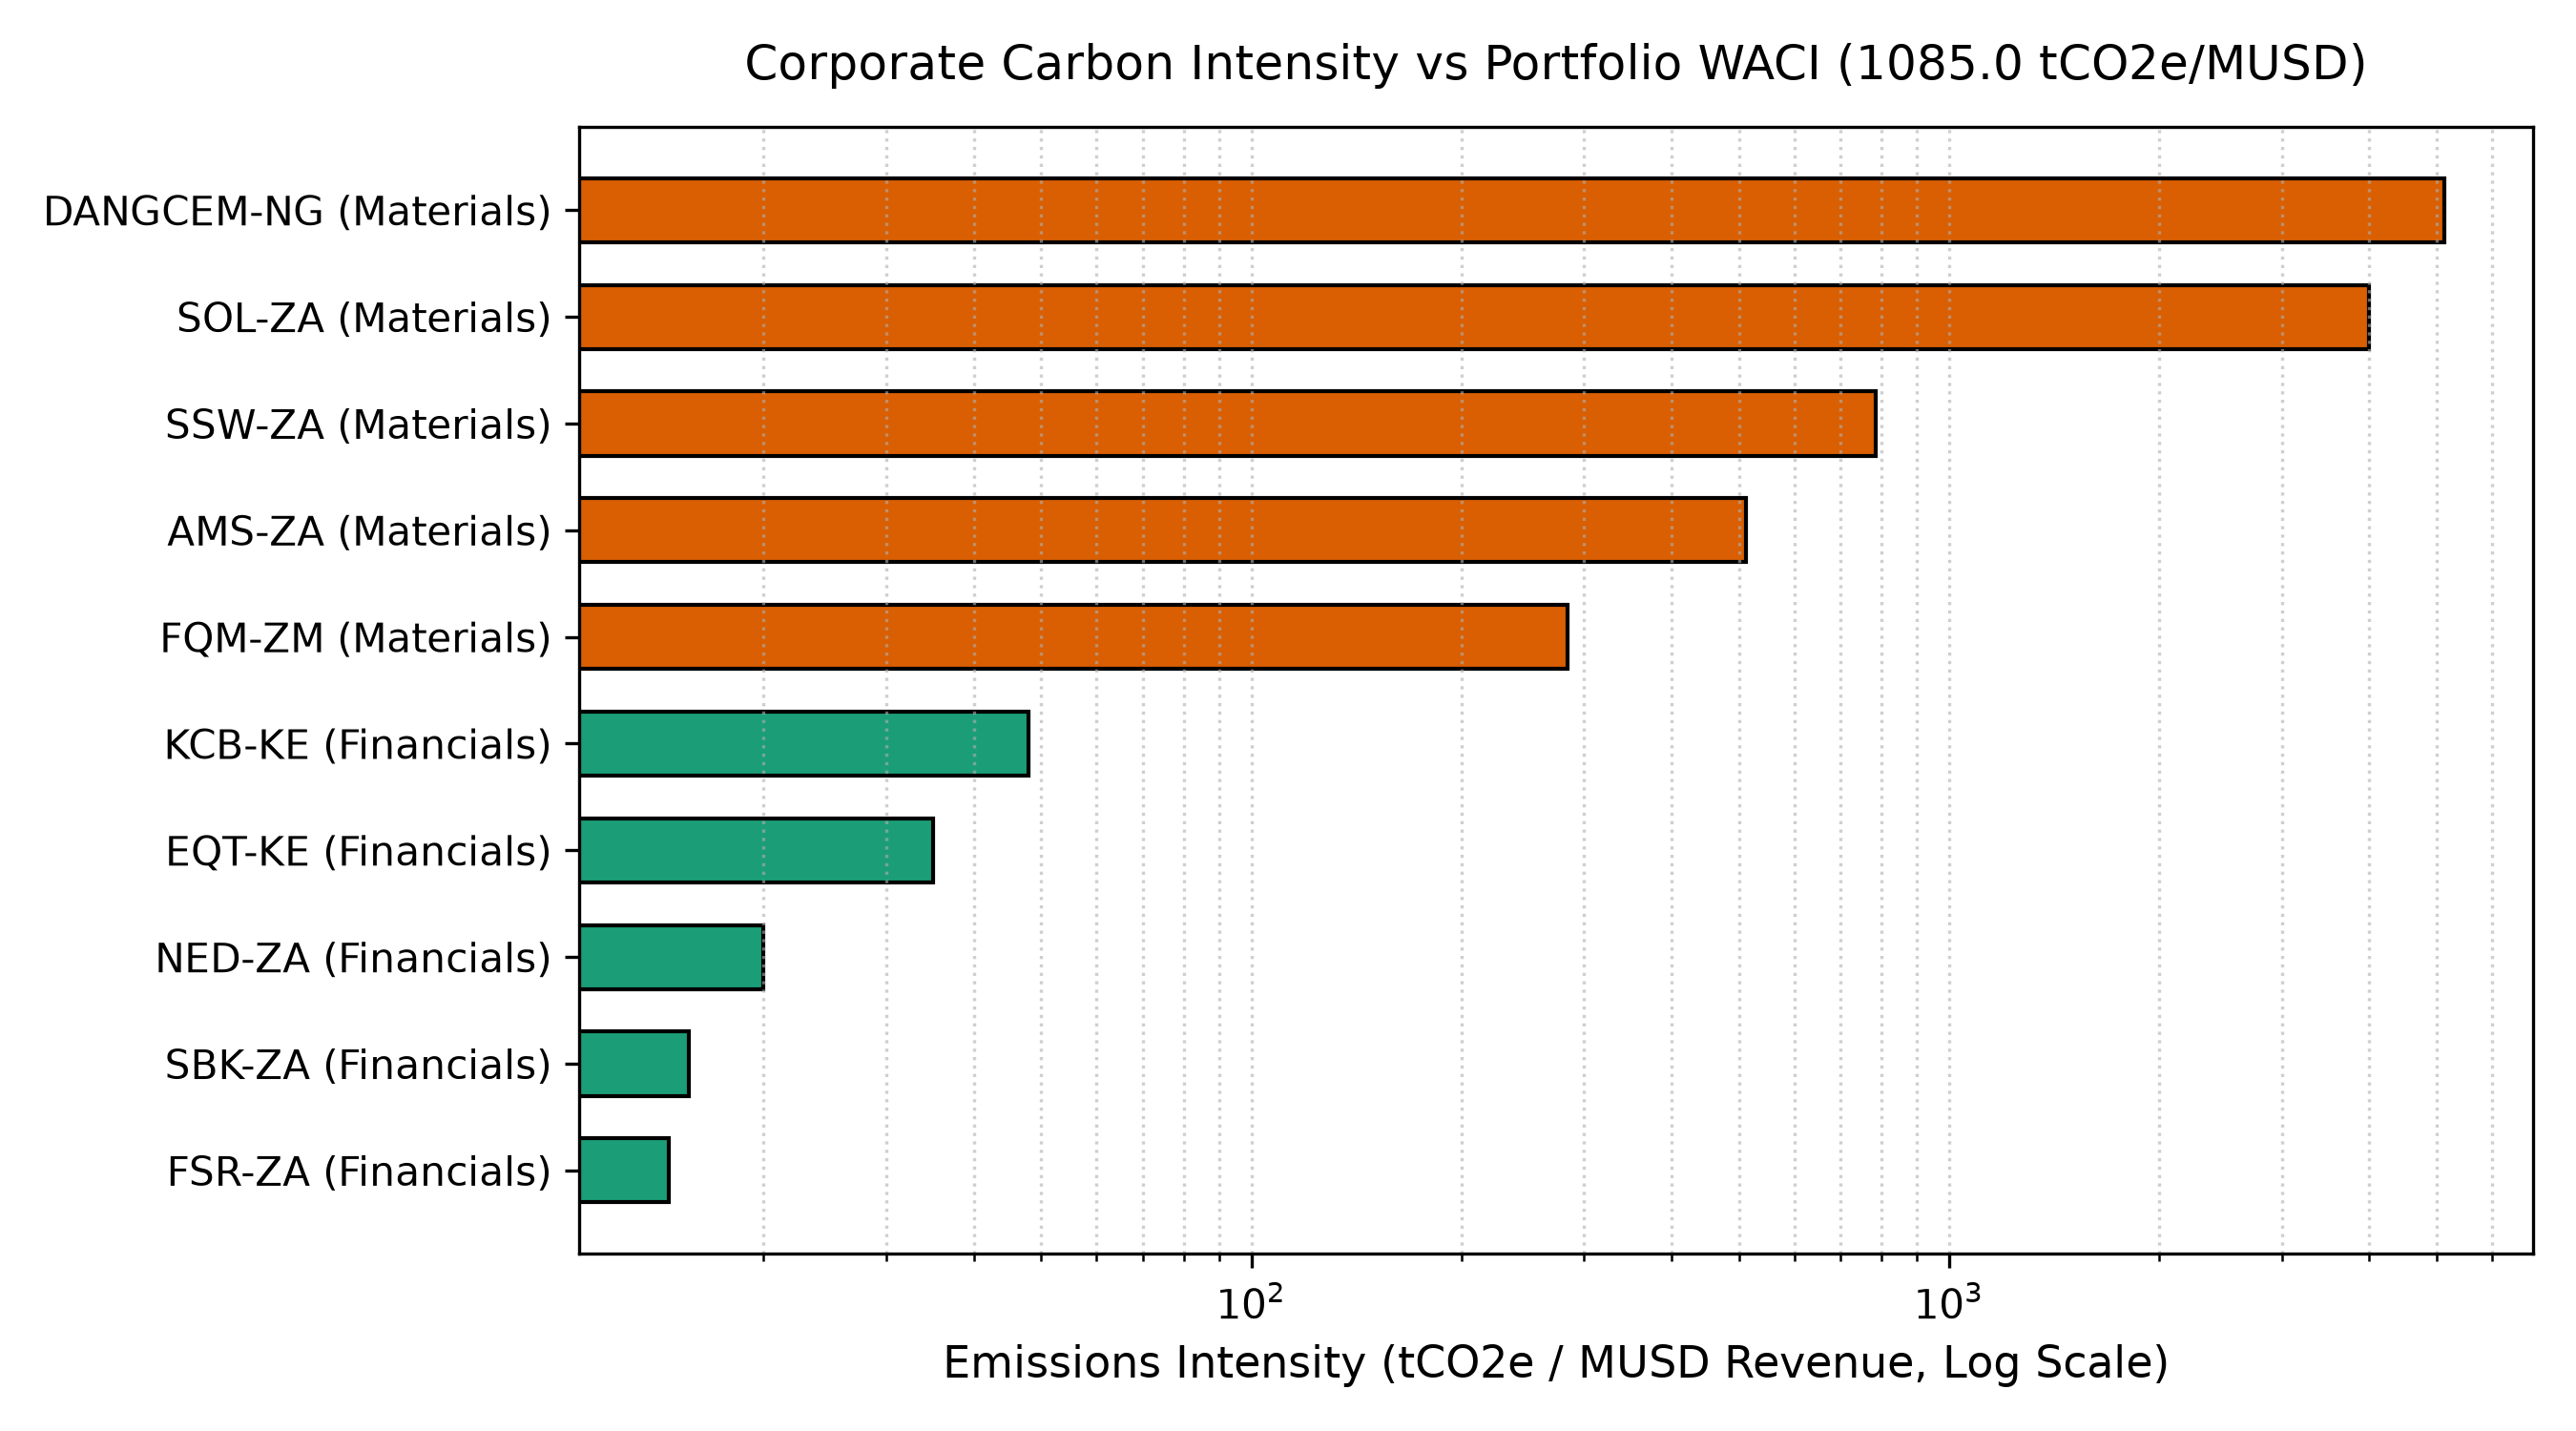 Corporate Carbon Intensity vs Portfolio WACI (1085.0 tCO2e/MUSD)
DANGCEM-NG (Materials)
SOL-ZA (Materials)
SSW-ZA (Materials)
AMS-ZA (Materials)
FQM-ZM (Materials)
KCB-KE (Financials)
EQT-KE (Financials)
NED-ZA (Financials)
SBK-ZA (Financials)
FSR-ZA (Financials)
10² 10³
Emissions Intensity (tCO2e / MUSD Revenue, Log Scale)